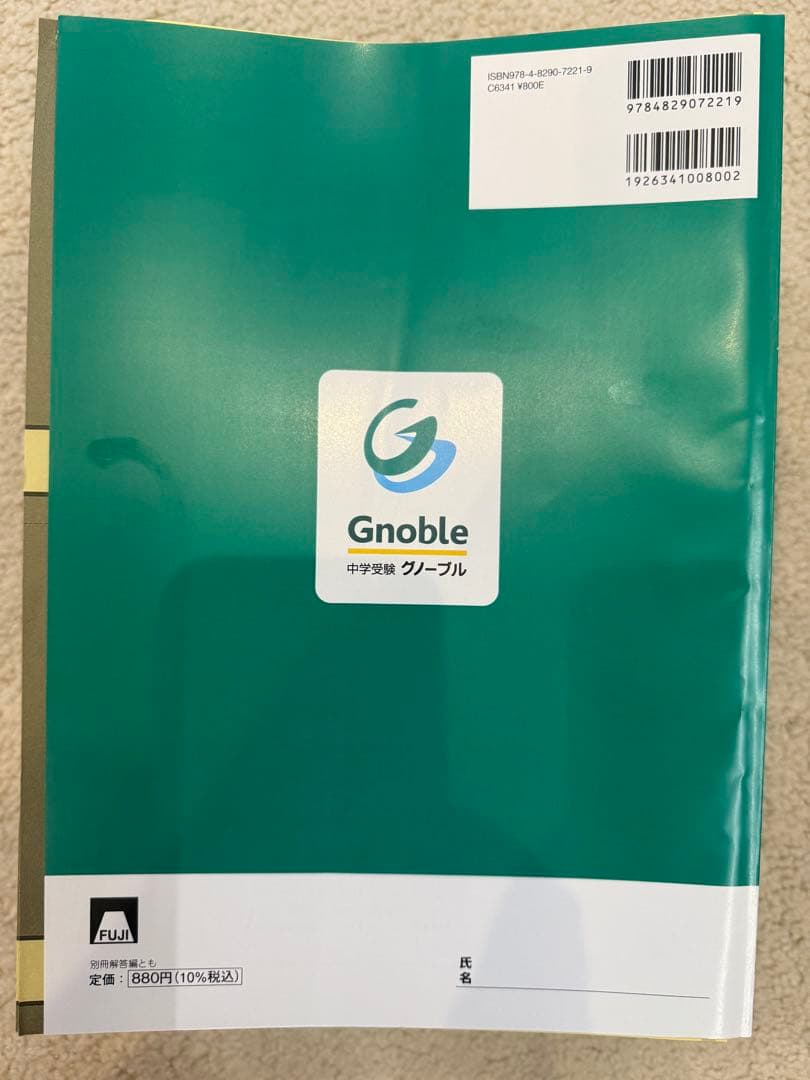 ISBN978-4-8290-7221-9
C6341 ¥800E
9784829072219
1926341008002
Gnoble
中学受験 グノーブル
FUJI
別冊解答編とも
定価：880円（10%税込）
氏名